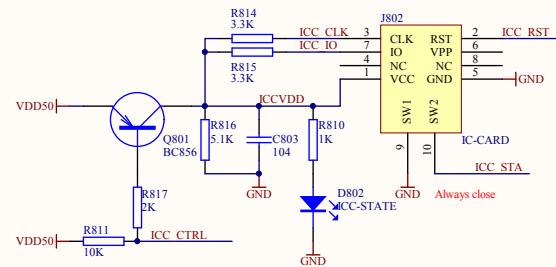 R814
3.3K
J802
ICC_CLK 3 CLK RST 2 ICC_RST
ICC_IO 7 IO VPP 6
4 NC NC 8
R815
3.3K
1 VCC GND 5 GND
SW1 SW2
VDD50
ICCVDD
Q801
BC856
R816
5.1K
C803
104
R810
1K
IC-CARD
9 10
ICC_STA
GND
GND
Always close
R817
2K
D802
ICC-STATE
R811
VDD50
ICC_CTRL
10K
GND